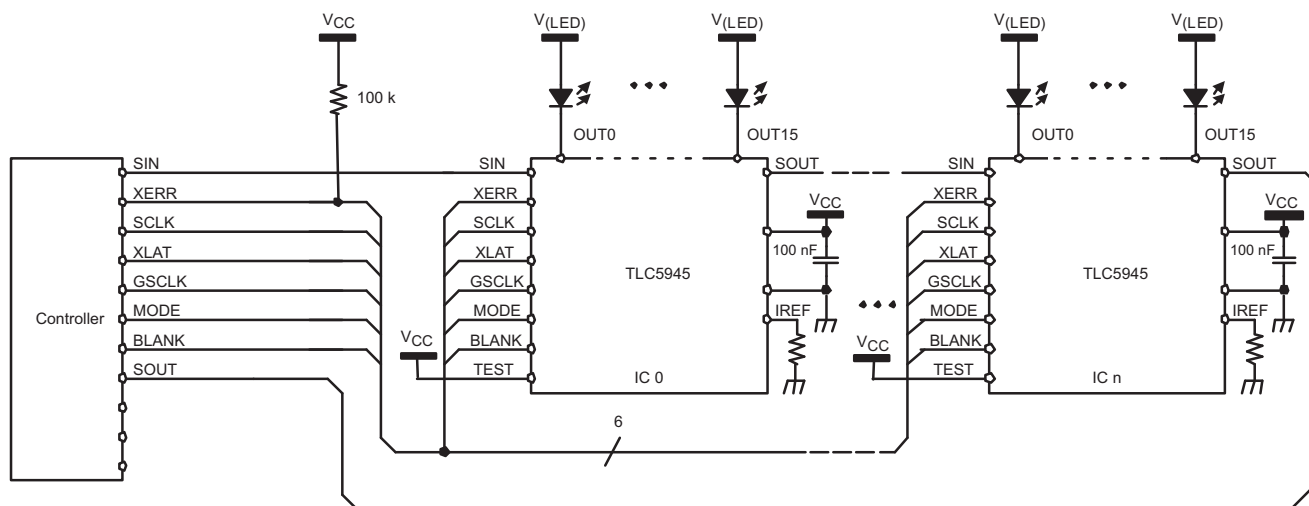 VCC
V(LED)
V(LED)
V(LED)
V(LED)
100 k
OUT0
OUT15
OUT0
OUT15
SIN
SIN
SOUT
SIN
SOUT
XERR
XERR
VCC
XERR
VCC
SCLK
SCLK
SCLK
XLAT
XLAT
100 nF
XLAT
100 nF
TLC5945
TLC5945
GSCLK
GSCLK
GSCLK
Controller
MODE
MODE
IREF
MODE
IREF
BLANK
VCC
BLANK
VCC
BLANK
SOUT
TEST
IC 0
TEST
IC n
6